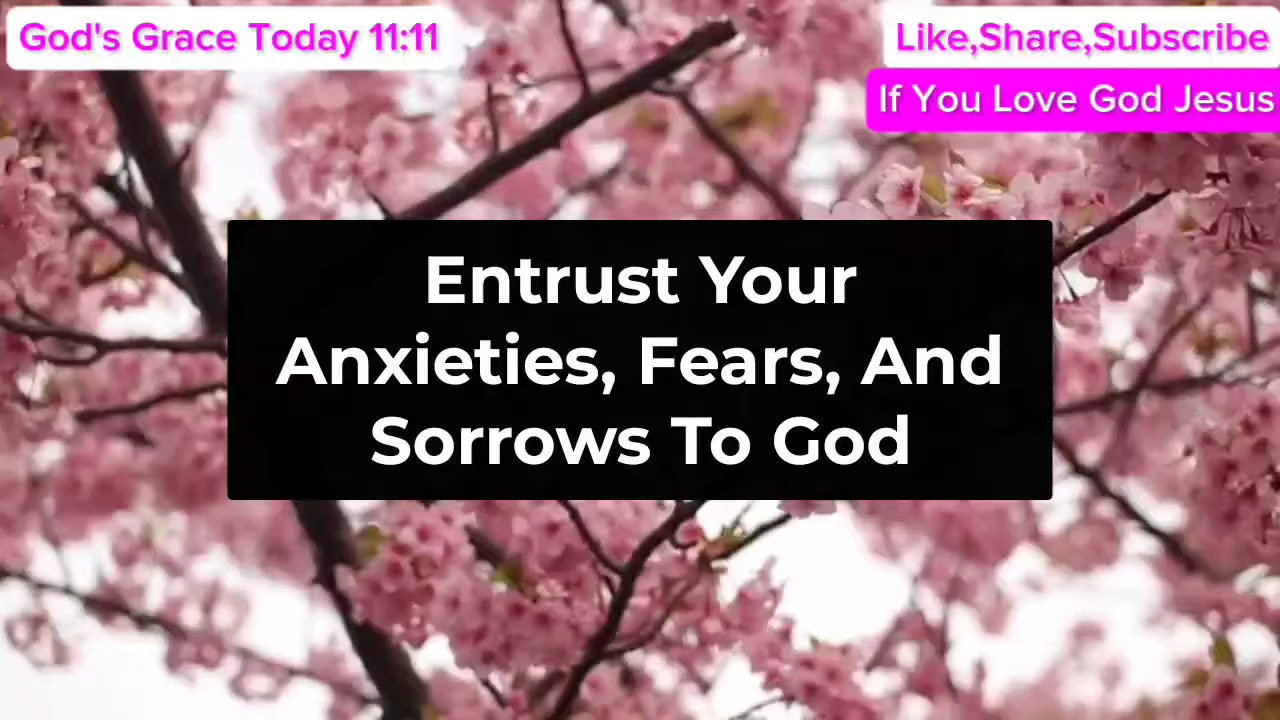 God's Grace Today 11:11
Like,Share,Subscribe
If You Love God Jesus
Entrust Your
Anxieties, Fears, And
Sorrows To God